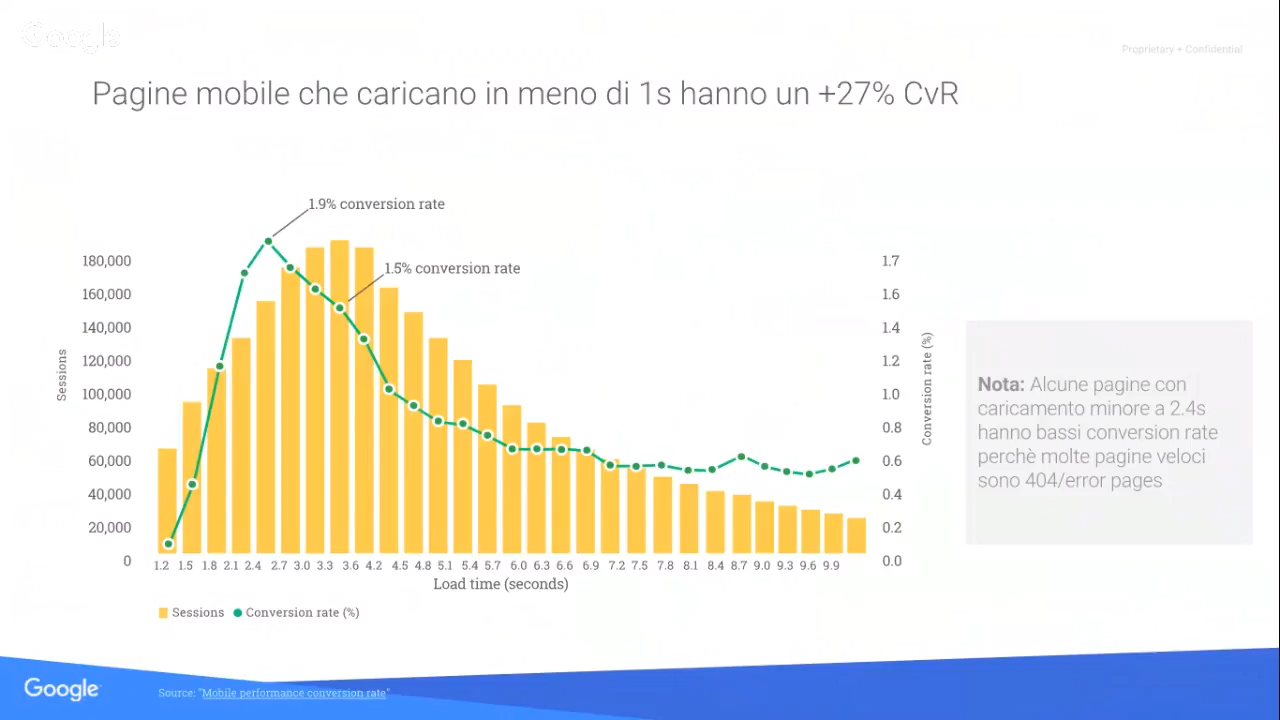 Google
Proprietary + Confidential
Pagine mobile che caricano in meno di 1s hanno un +27% CvR
1.9% conversion rate
1.5% conversion rate
180,000
160,000
140,000
120,000
100,000
80,000
60,000
40,000
20,000
0
Sessions
1.7
1.6
1.4
1.2
1.0
0.8
0.6
0.4
0.2
0.0
Conversion rate (%)
1.2 1.5 1.8 2.1 2.4 2.7 3.0 3.3 3.6 4.2 4.5 4.8 5.1 5.4 5.7 6.0 6.3 6.6 6.9 7.2 7.5 7.8 8.1 8.4 8.7 9.0 9.3 9.6 9.9
Load time (seconds)
Sessions Conversion rate (%)
Nota: Alcune pagine con
caricamento minore a 2.4s
hanno bassi conversion rate
perchè molte pagine veloci
sono 404/error pages
Google
Source: "Mobile performance conversion rate"